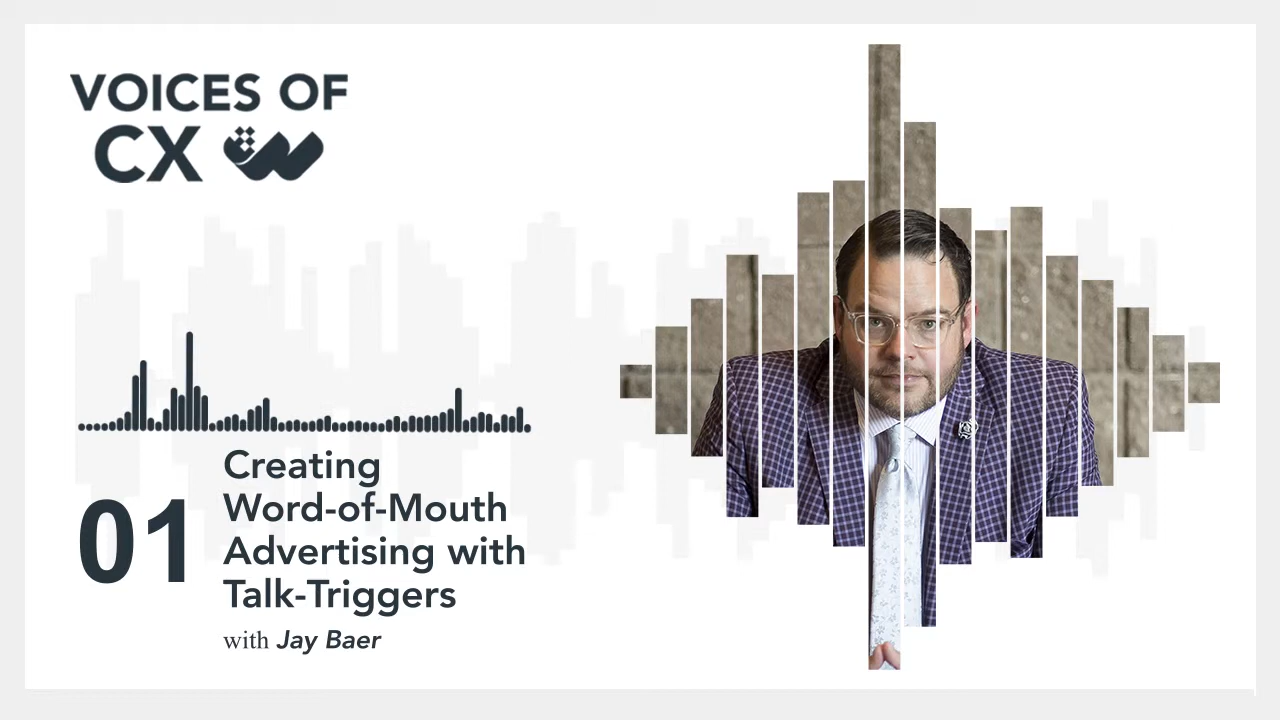 VOICES OF
CX
Creating
Word-of-Mouth
Advertising with
Talk-Triggers
01
with Jay Baer